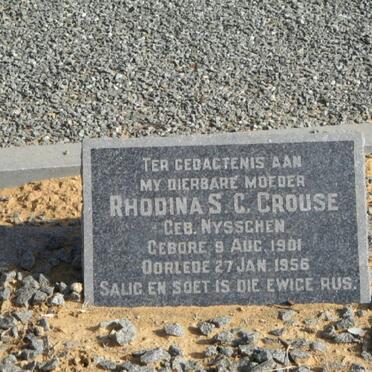 TER GEDAGTENIS AAN
MY DIERBARE MOEDER
RHODINA S. C. CROUSE
GEB. NYSSCHEN
GEBORE 9 AUG. 1901
OORLEDE 27 JAN. 1956
SALIG EN SOET IS DIE EWIGE RUS.